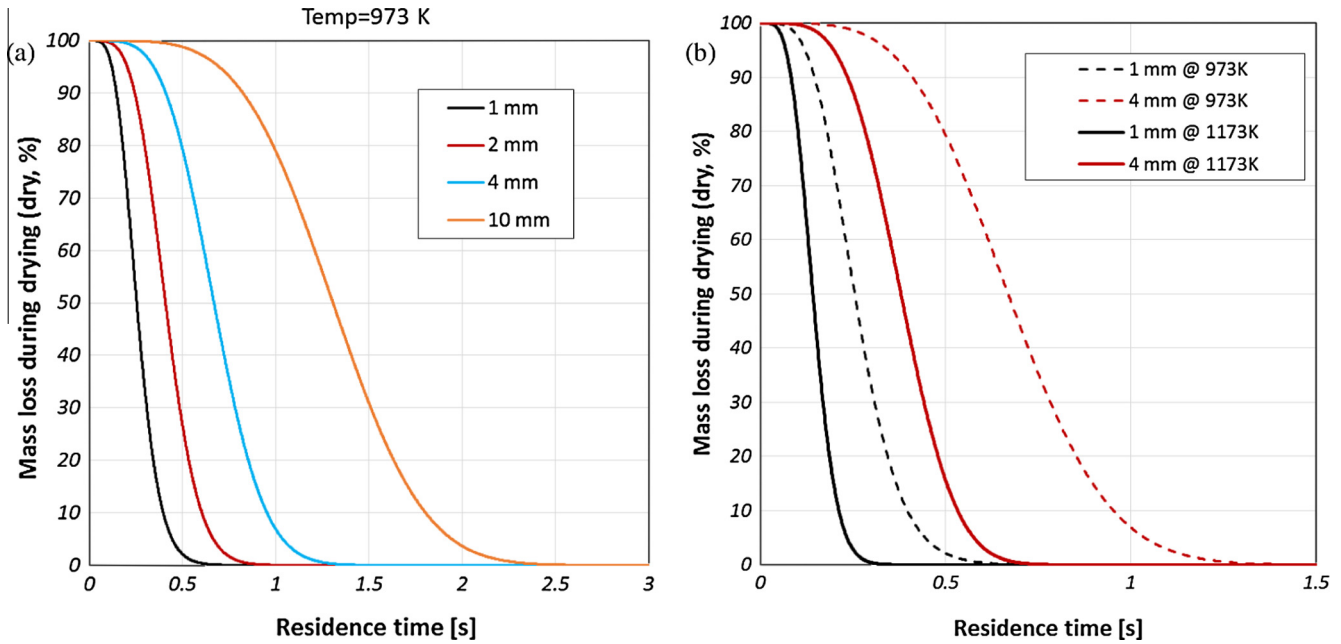 Temp=973 K
(a)
100
90
80
70
60
50
40
30
20
10
0
Mass loss during drying (dry, %)
1 mm
2 mm
4 mm
10 mm
0
0.5
1
1.5
2
2.5
3
Residence time [s]
(b)
100
90
80
70
60
50
40
30
20
10
0
Mass loss during drying (dry, %)
1 mm @ 973K
4 mm @ 973K
1 mm @ 1173K
4 mm @ 1173K
0
0.5
1
1.5
Residence time [s]